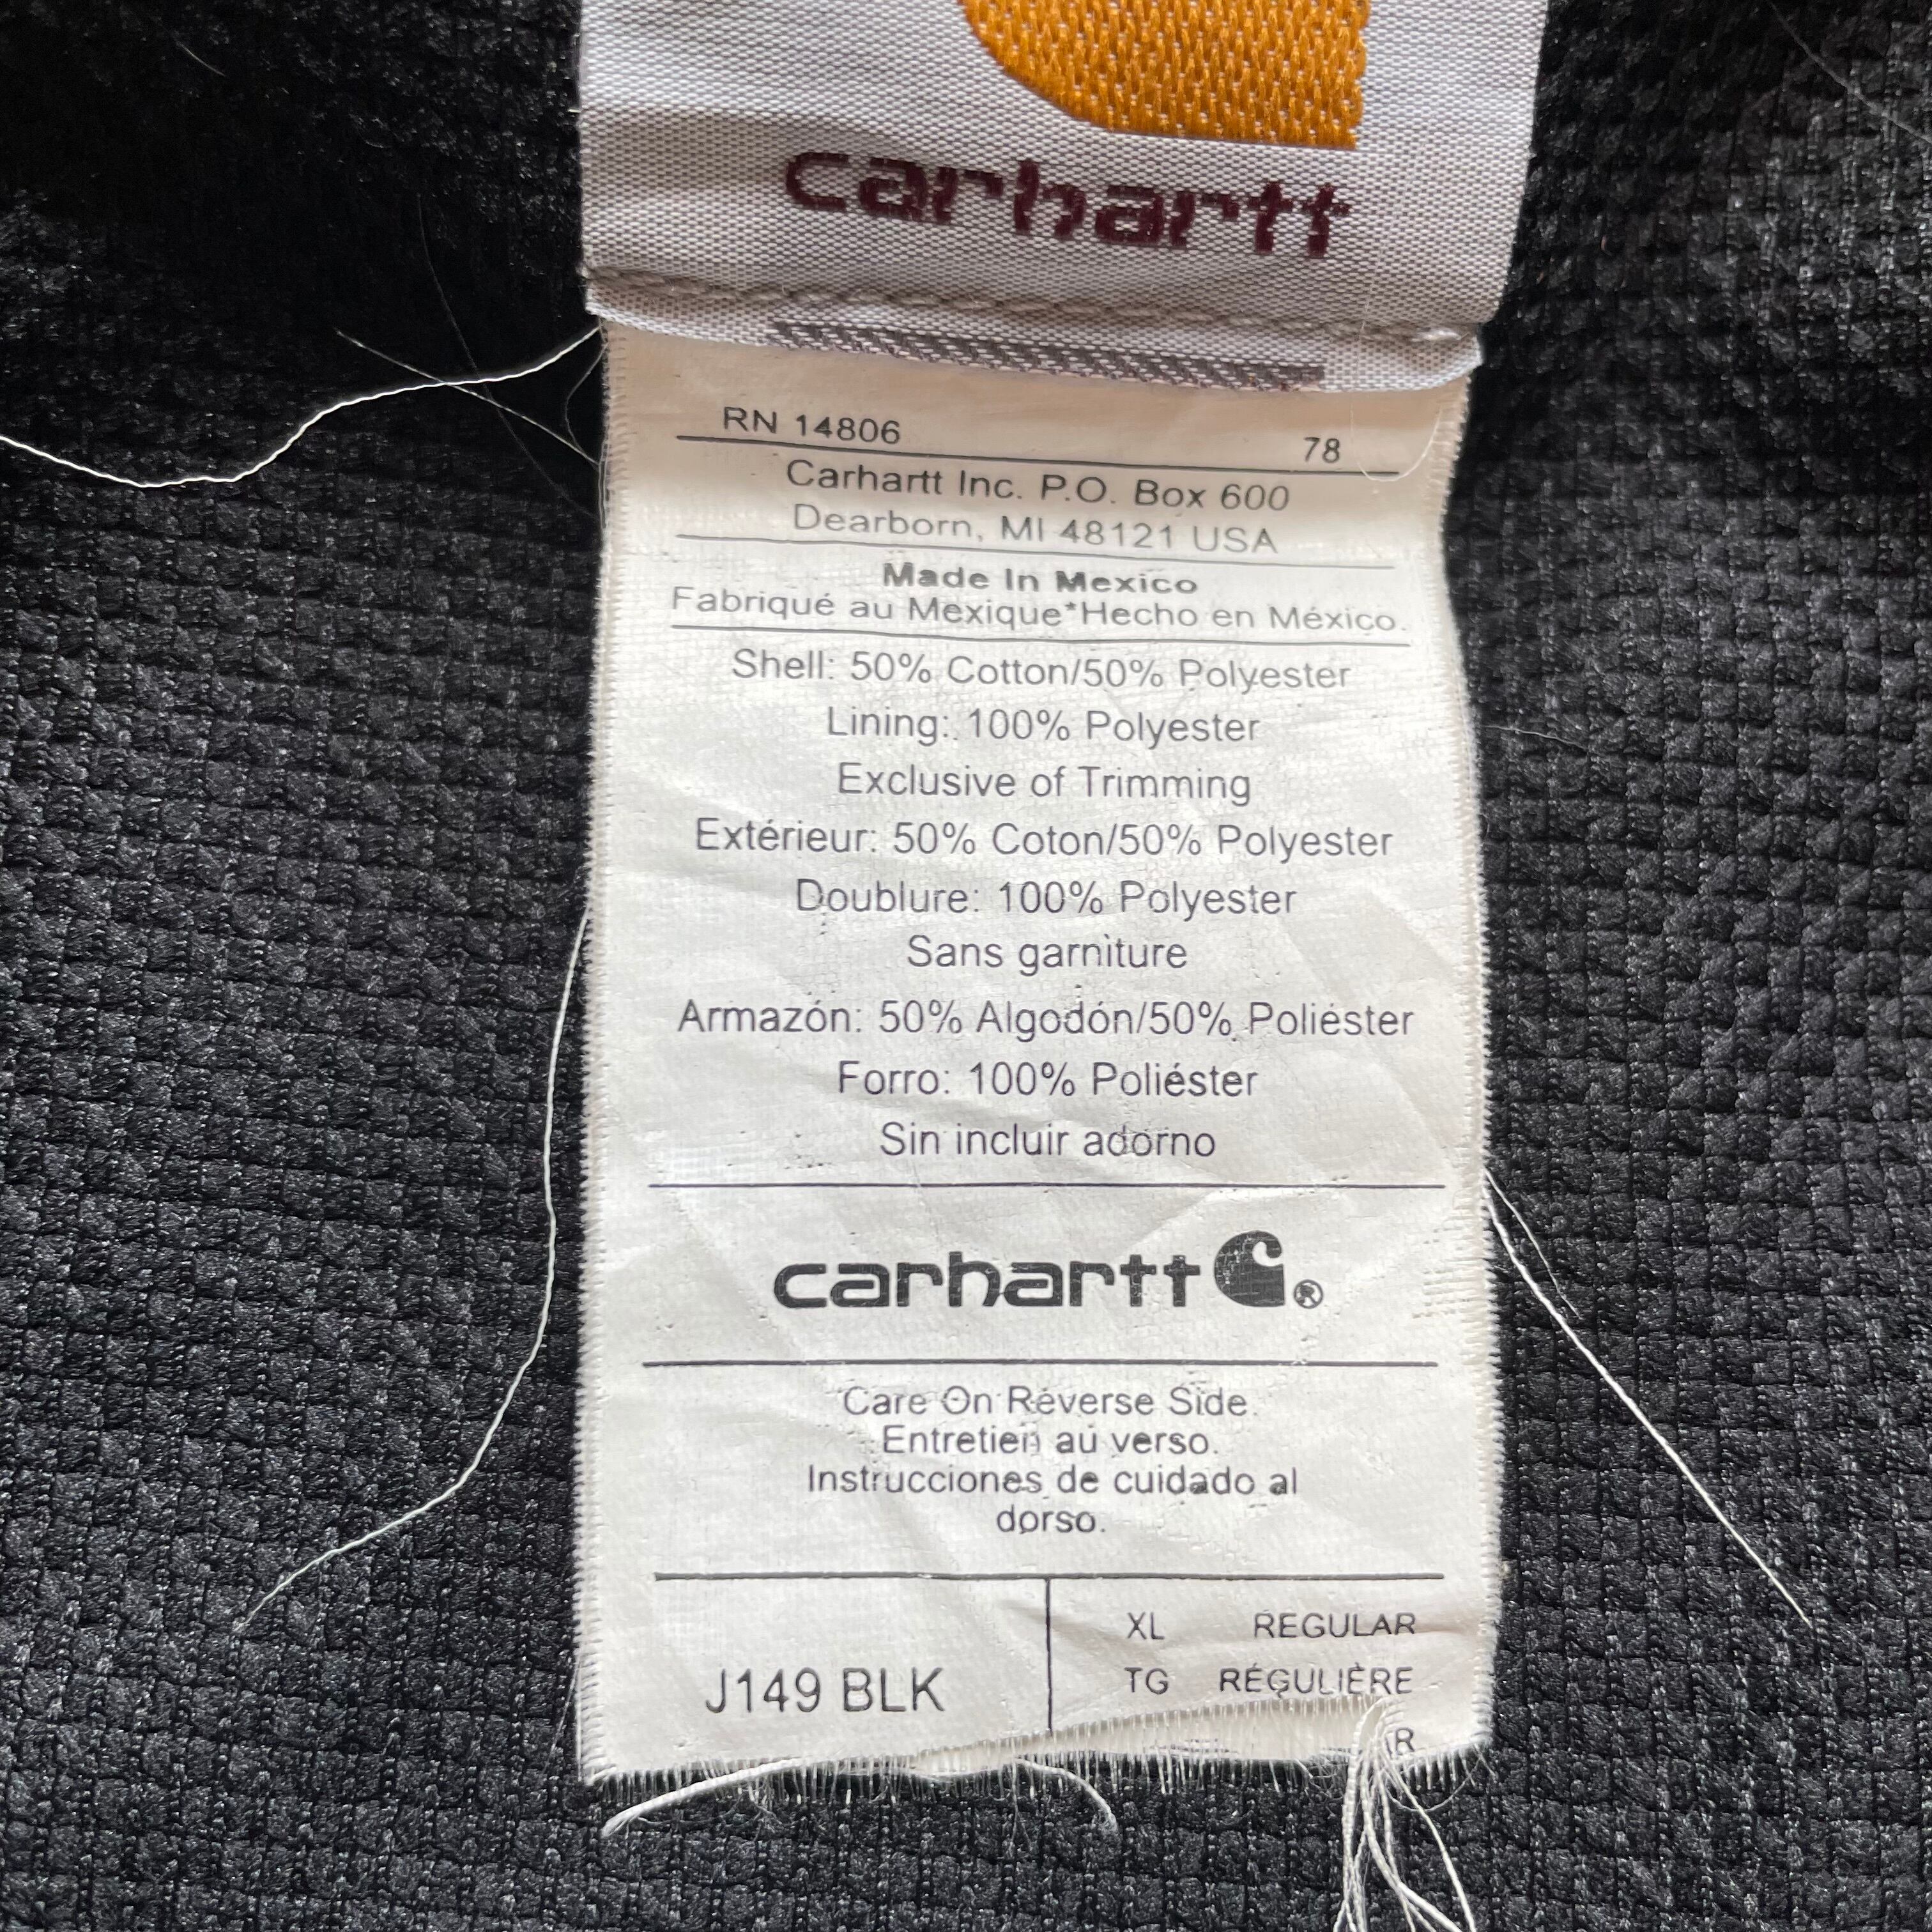 carhartt
RN 14806 78
Carhartt Inc. P.O. Box 600
Dearborn, MI 48121 USA
Made In Mexico
Fabriqué au Mexique*Hecho en México.
Shell: 50% Cotton/50% Polyester
Lining: 100% Polyester
Exclusive of Trimming
Extérieur: 50% Coton/50% Polyester
Doublure: 100% Polyester
Sans garniture
Armazón: 50% Algodón/50% Poliéster
Forro: 100% Poliéster
Sin incluir adorno
carhartt ®
Care On Reverse Side.
Entretien au verso.
Instrucciones de cuidado al
dorso.
XL REGULAR
TG RÉGULIÈRE
J149 BLK